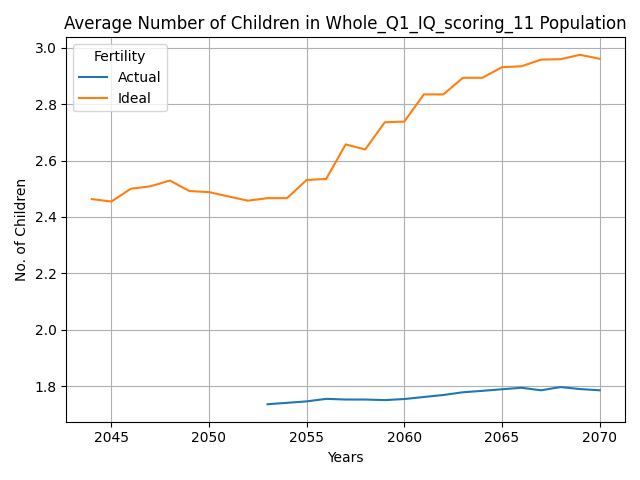 Average Number of Children in Whole_Q1_IQ_scoring_11 Population
Fertility
Actual
Ideal
3.0
2.8
2.6
2.4
2.2
2.0
1.8
No. of Children
2045 2050 2055 2060 2065 2070
Years